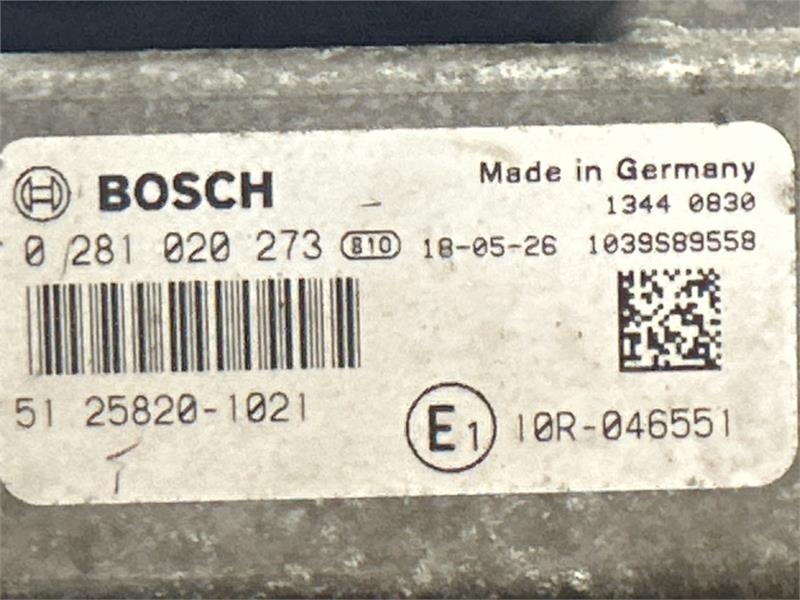 BOSCH
Made in Germany
1344 0830
0 281 020 273 810 18-05-26 1039S89558
51 25820-1021
E1 10R-046551